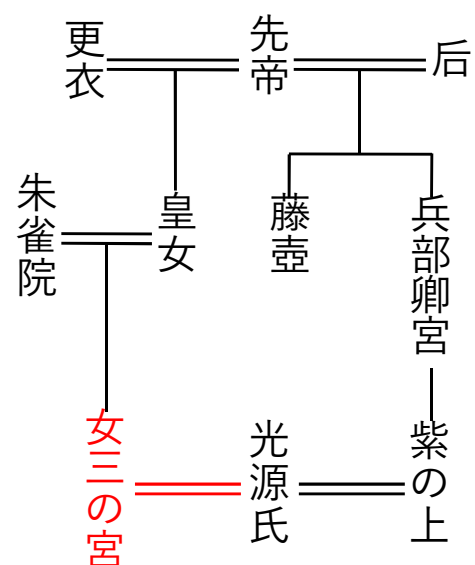 后
先帝
更衣
兵部卿宮
藤壺
皇女
朱雀院
紫の上
光源氏
女三の宮